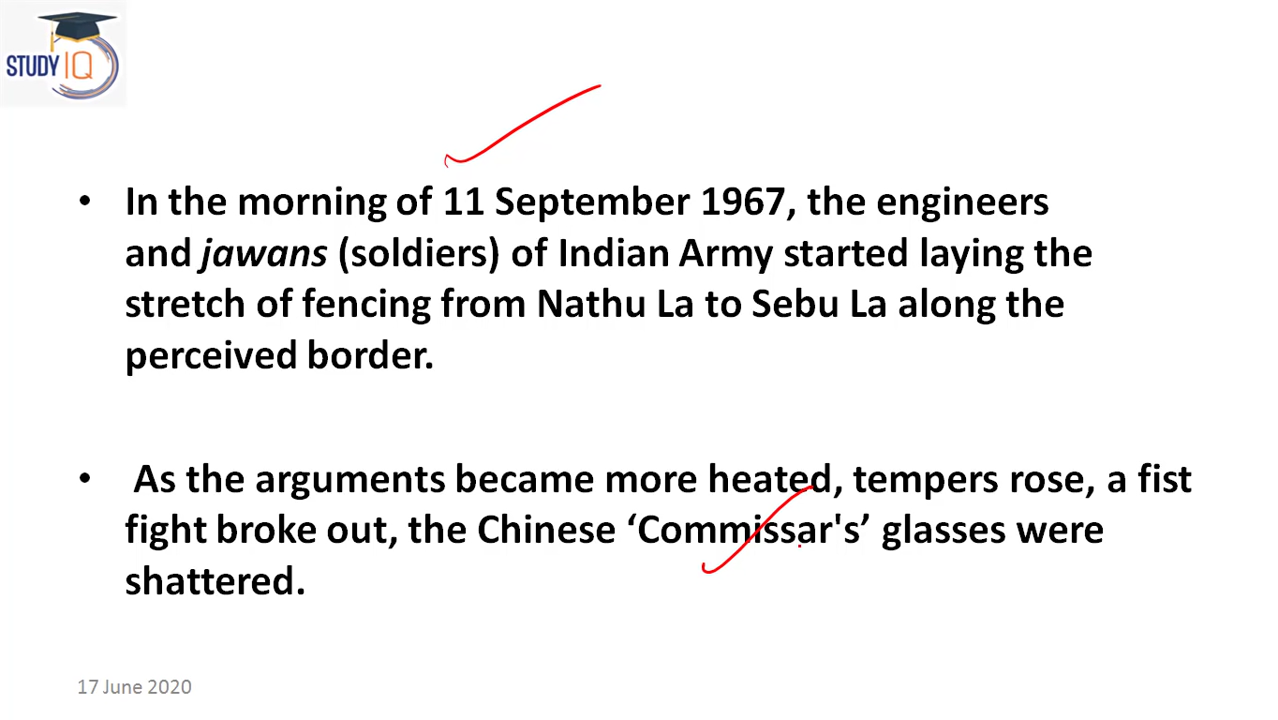 STUDY IQ
• In the morning of 11 September 1967, the engineers
and jawans (soldiers) of Indian Army started laying the
stretch of fencing from Nathu La to Sebu La along the
perceived border.
• As the arguments became more heated, tempers rose, a fist
fight broke out, the Chinese ‘Commissar's’ glasses were
shattered.
17 June 2020